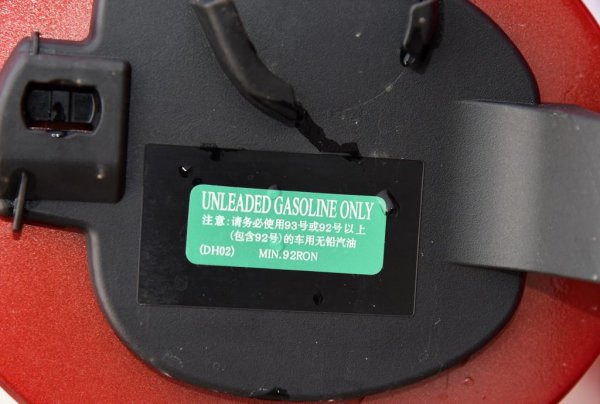 UNLEADED GASOLINE ONLY
注意:请务必使用93号或92号以上
(包含92号)的车用无铅汽油
(DH02) MIN.92RON